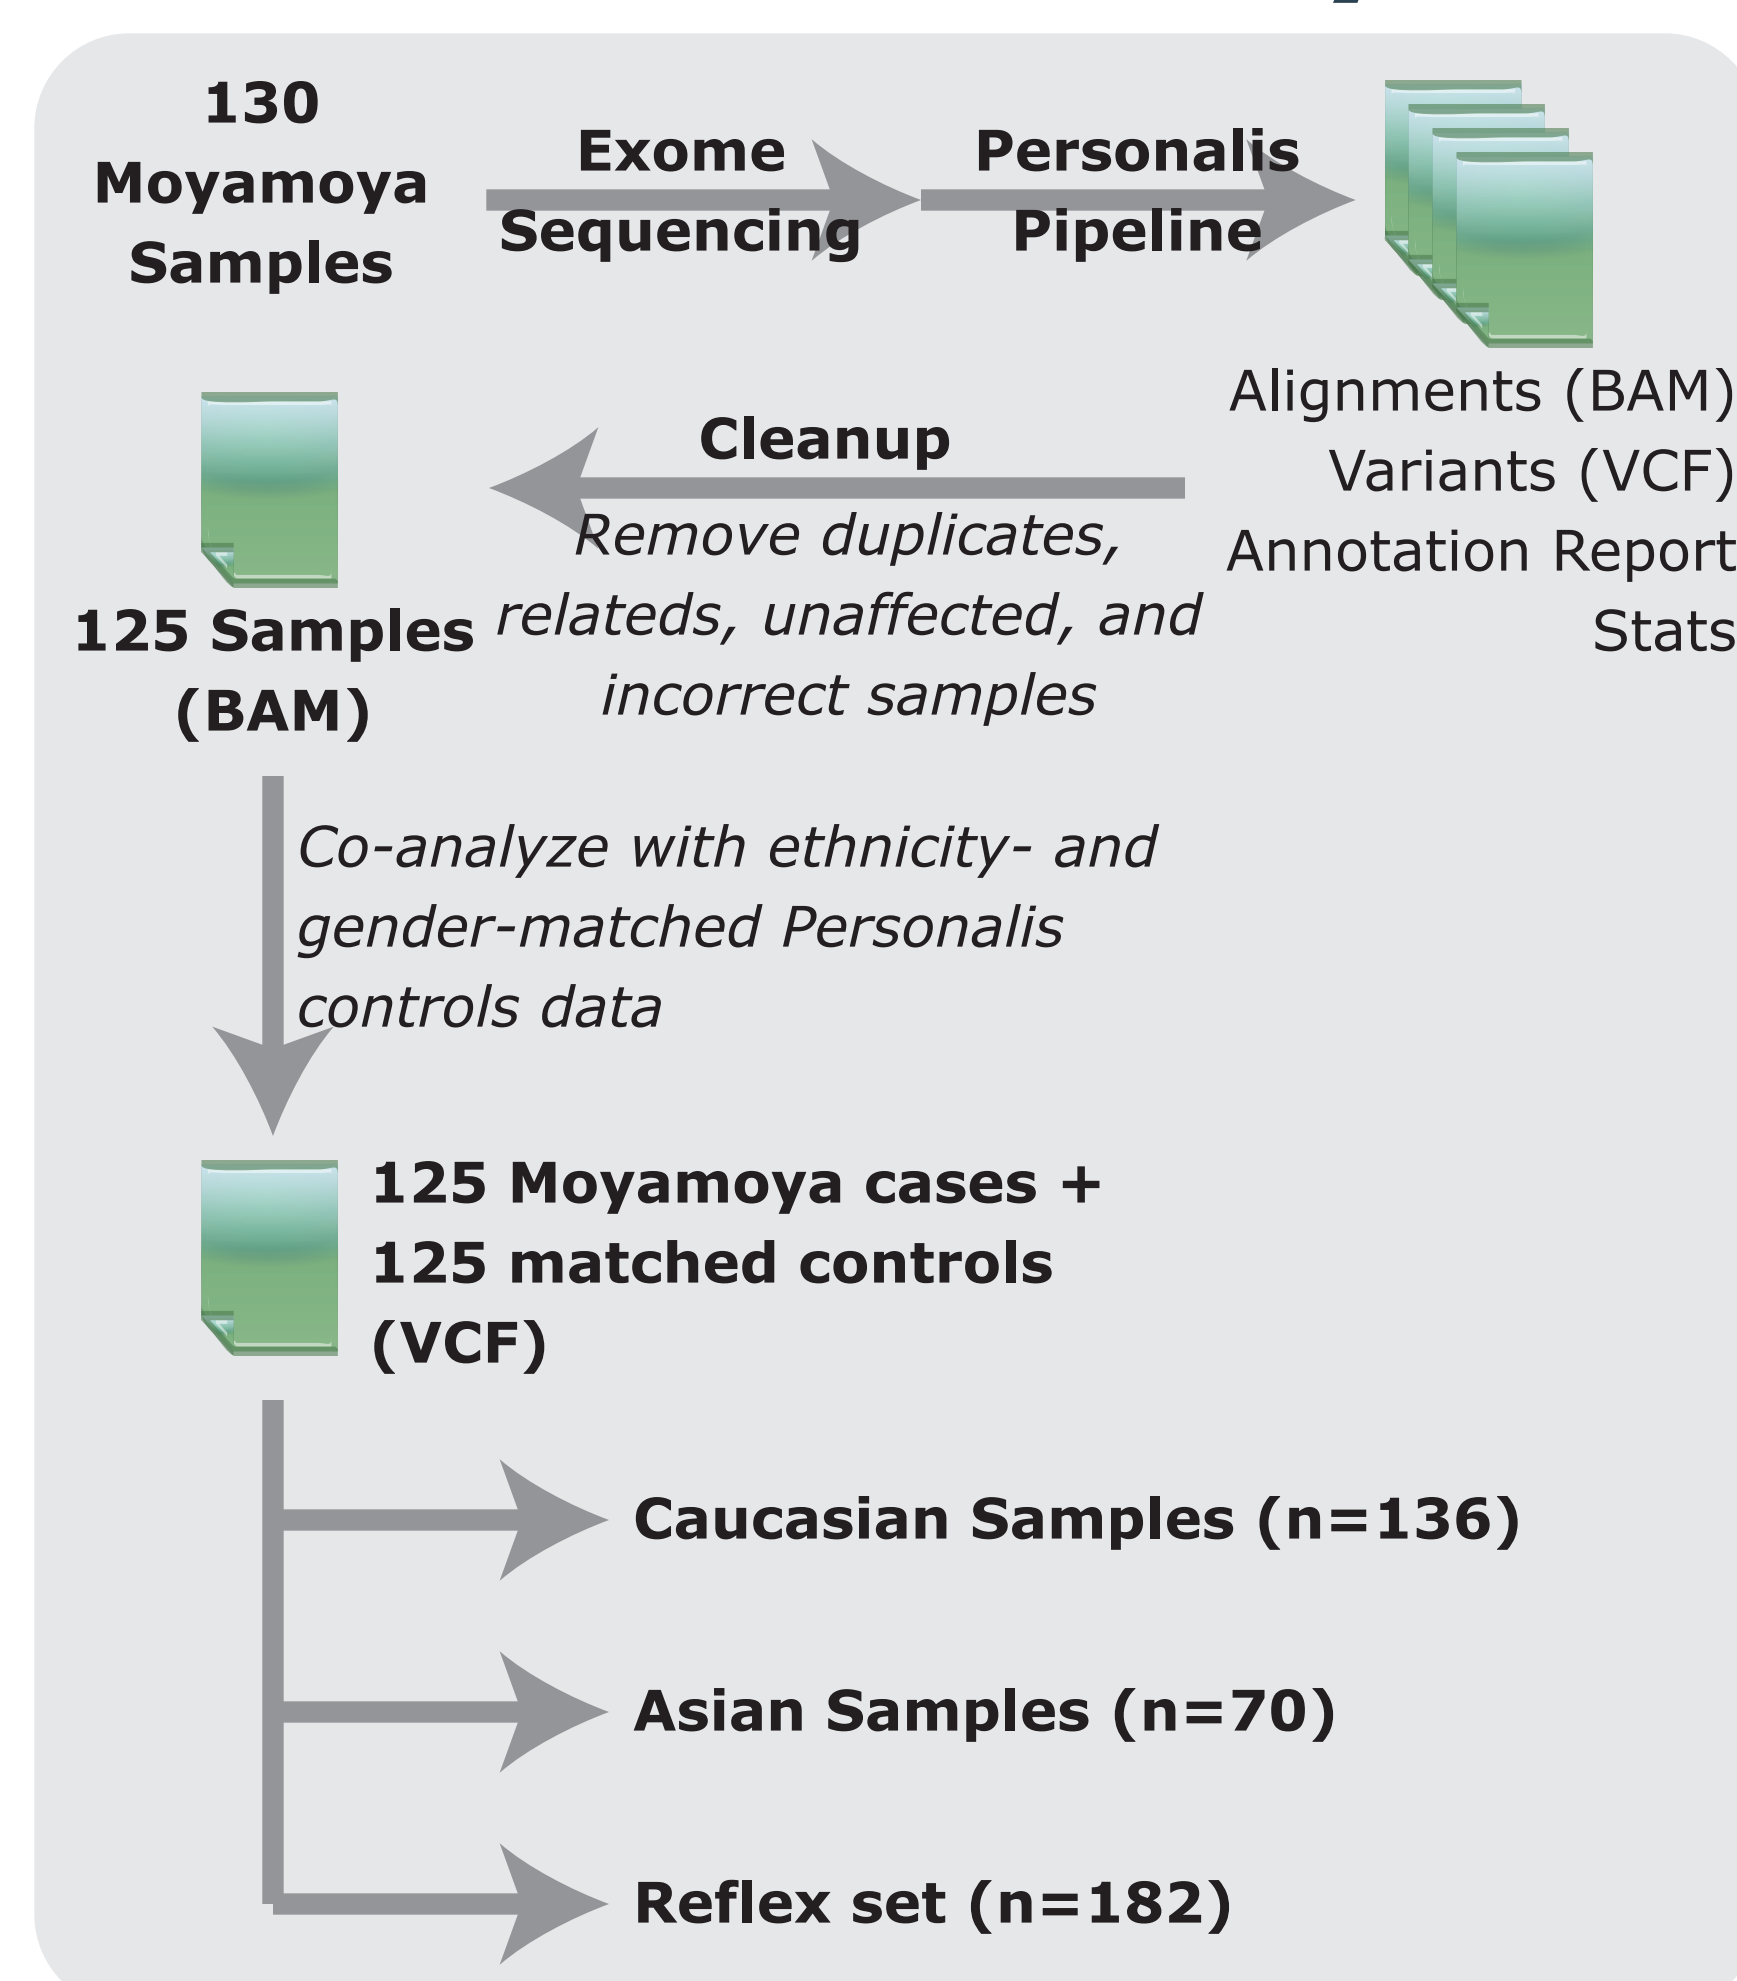 130
Moyamoya
Samples
Exome
Sequencing
Personalis
Pipeline
Alignments (BAM)
Variants (VCF)
Annotation Report
Stats
Cleanup
Remove duplicates,
relateds, unaffected, and
incorrect samples
125 Samples
(BAM)
Co-analyze with ethnicity- and
gender-matched Personalis
controls data
125 Moyamoya cases +
125 matched controls
(VCF)
Caucasian Samples (n=136)
Asian Samples (n=70)
Reflex set (n=182)